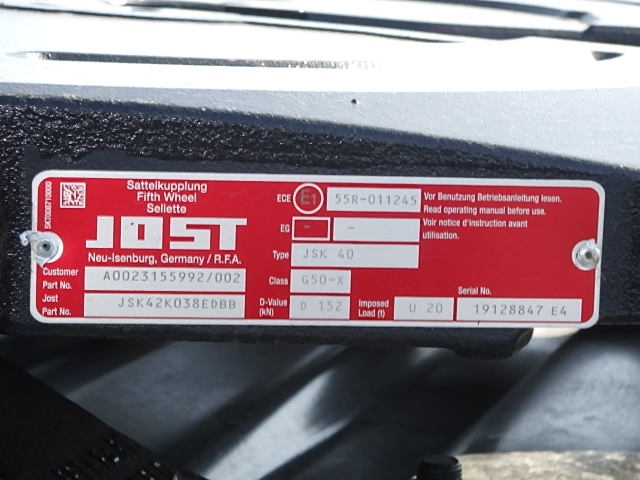 SKT008710000
Sattelkupplung
Fifth Wheel
Sellette
JOST
Neu-Isenburg, Germany / R.F.A.
Customer Part No. A0023155992/002
Jost Part No. JSK42K038EDBB
ECE E1 55R-011245
EG - -
Type JSK 40
Class G50-X
D-Value (kN) D 152 Imposed Load (t) U 20
Vor Benutzung Betriebsanleitung lesen.
Read operating manual before use.
Voir notice d'instruction avant
utilisation.
Serial No.
19128847 E4